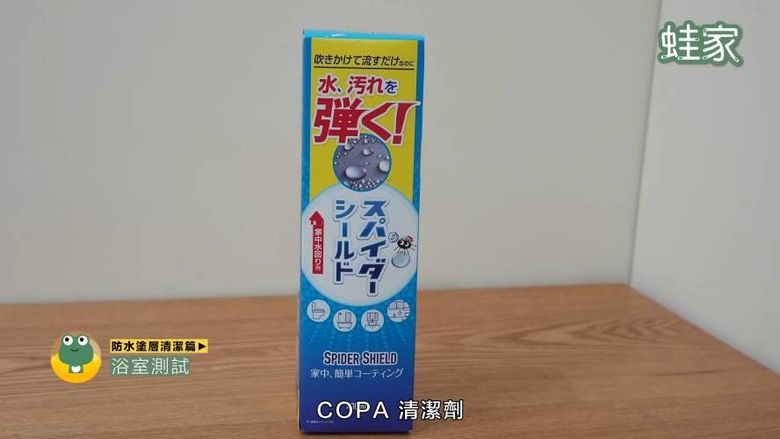 蛙家
吹きかけて流すだけなのに
水、汚れを
弾く!
スパイダー
シールド
家中水回り用
SPIDER SHIELD
家中、簡単コーティング
防水塗層清潔篇
浴室測試
COPA 清潔劑